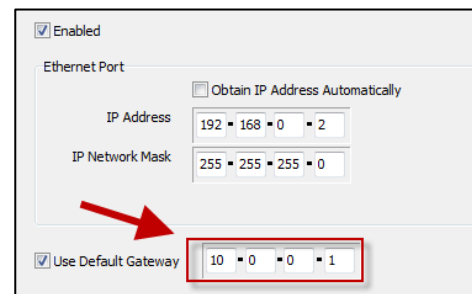 Enabled
Ethernet Port
Obtain IP Address Automatically
IP Address 192 - 168 - 0 - 2
IP Network Mask 255 - 255 - 255 - 0
Use Default Gateway 10 - 0 - 0 - 1